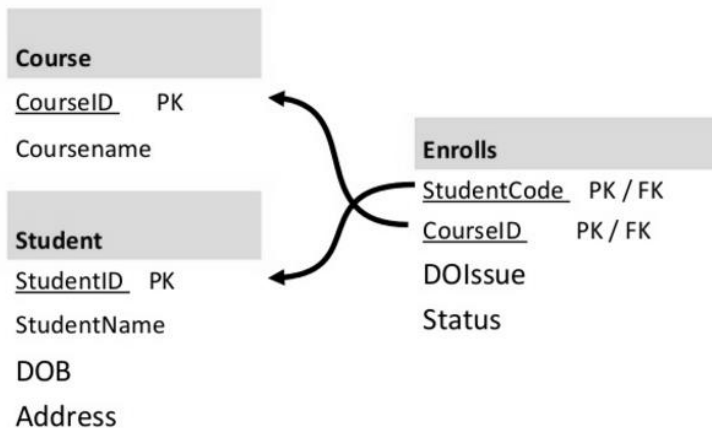 Course
CourseID PK
Coursename
Student
StudentID PK
StudentName
DOB
Address
Enrolls
StudentCode PK / FK
CourseID PK / FK
DOIssue
Status